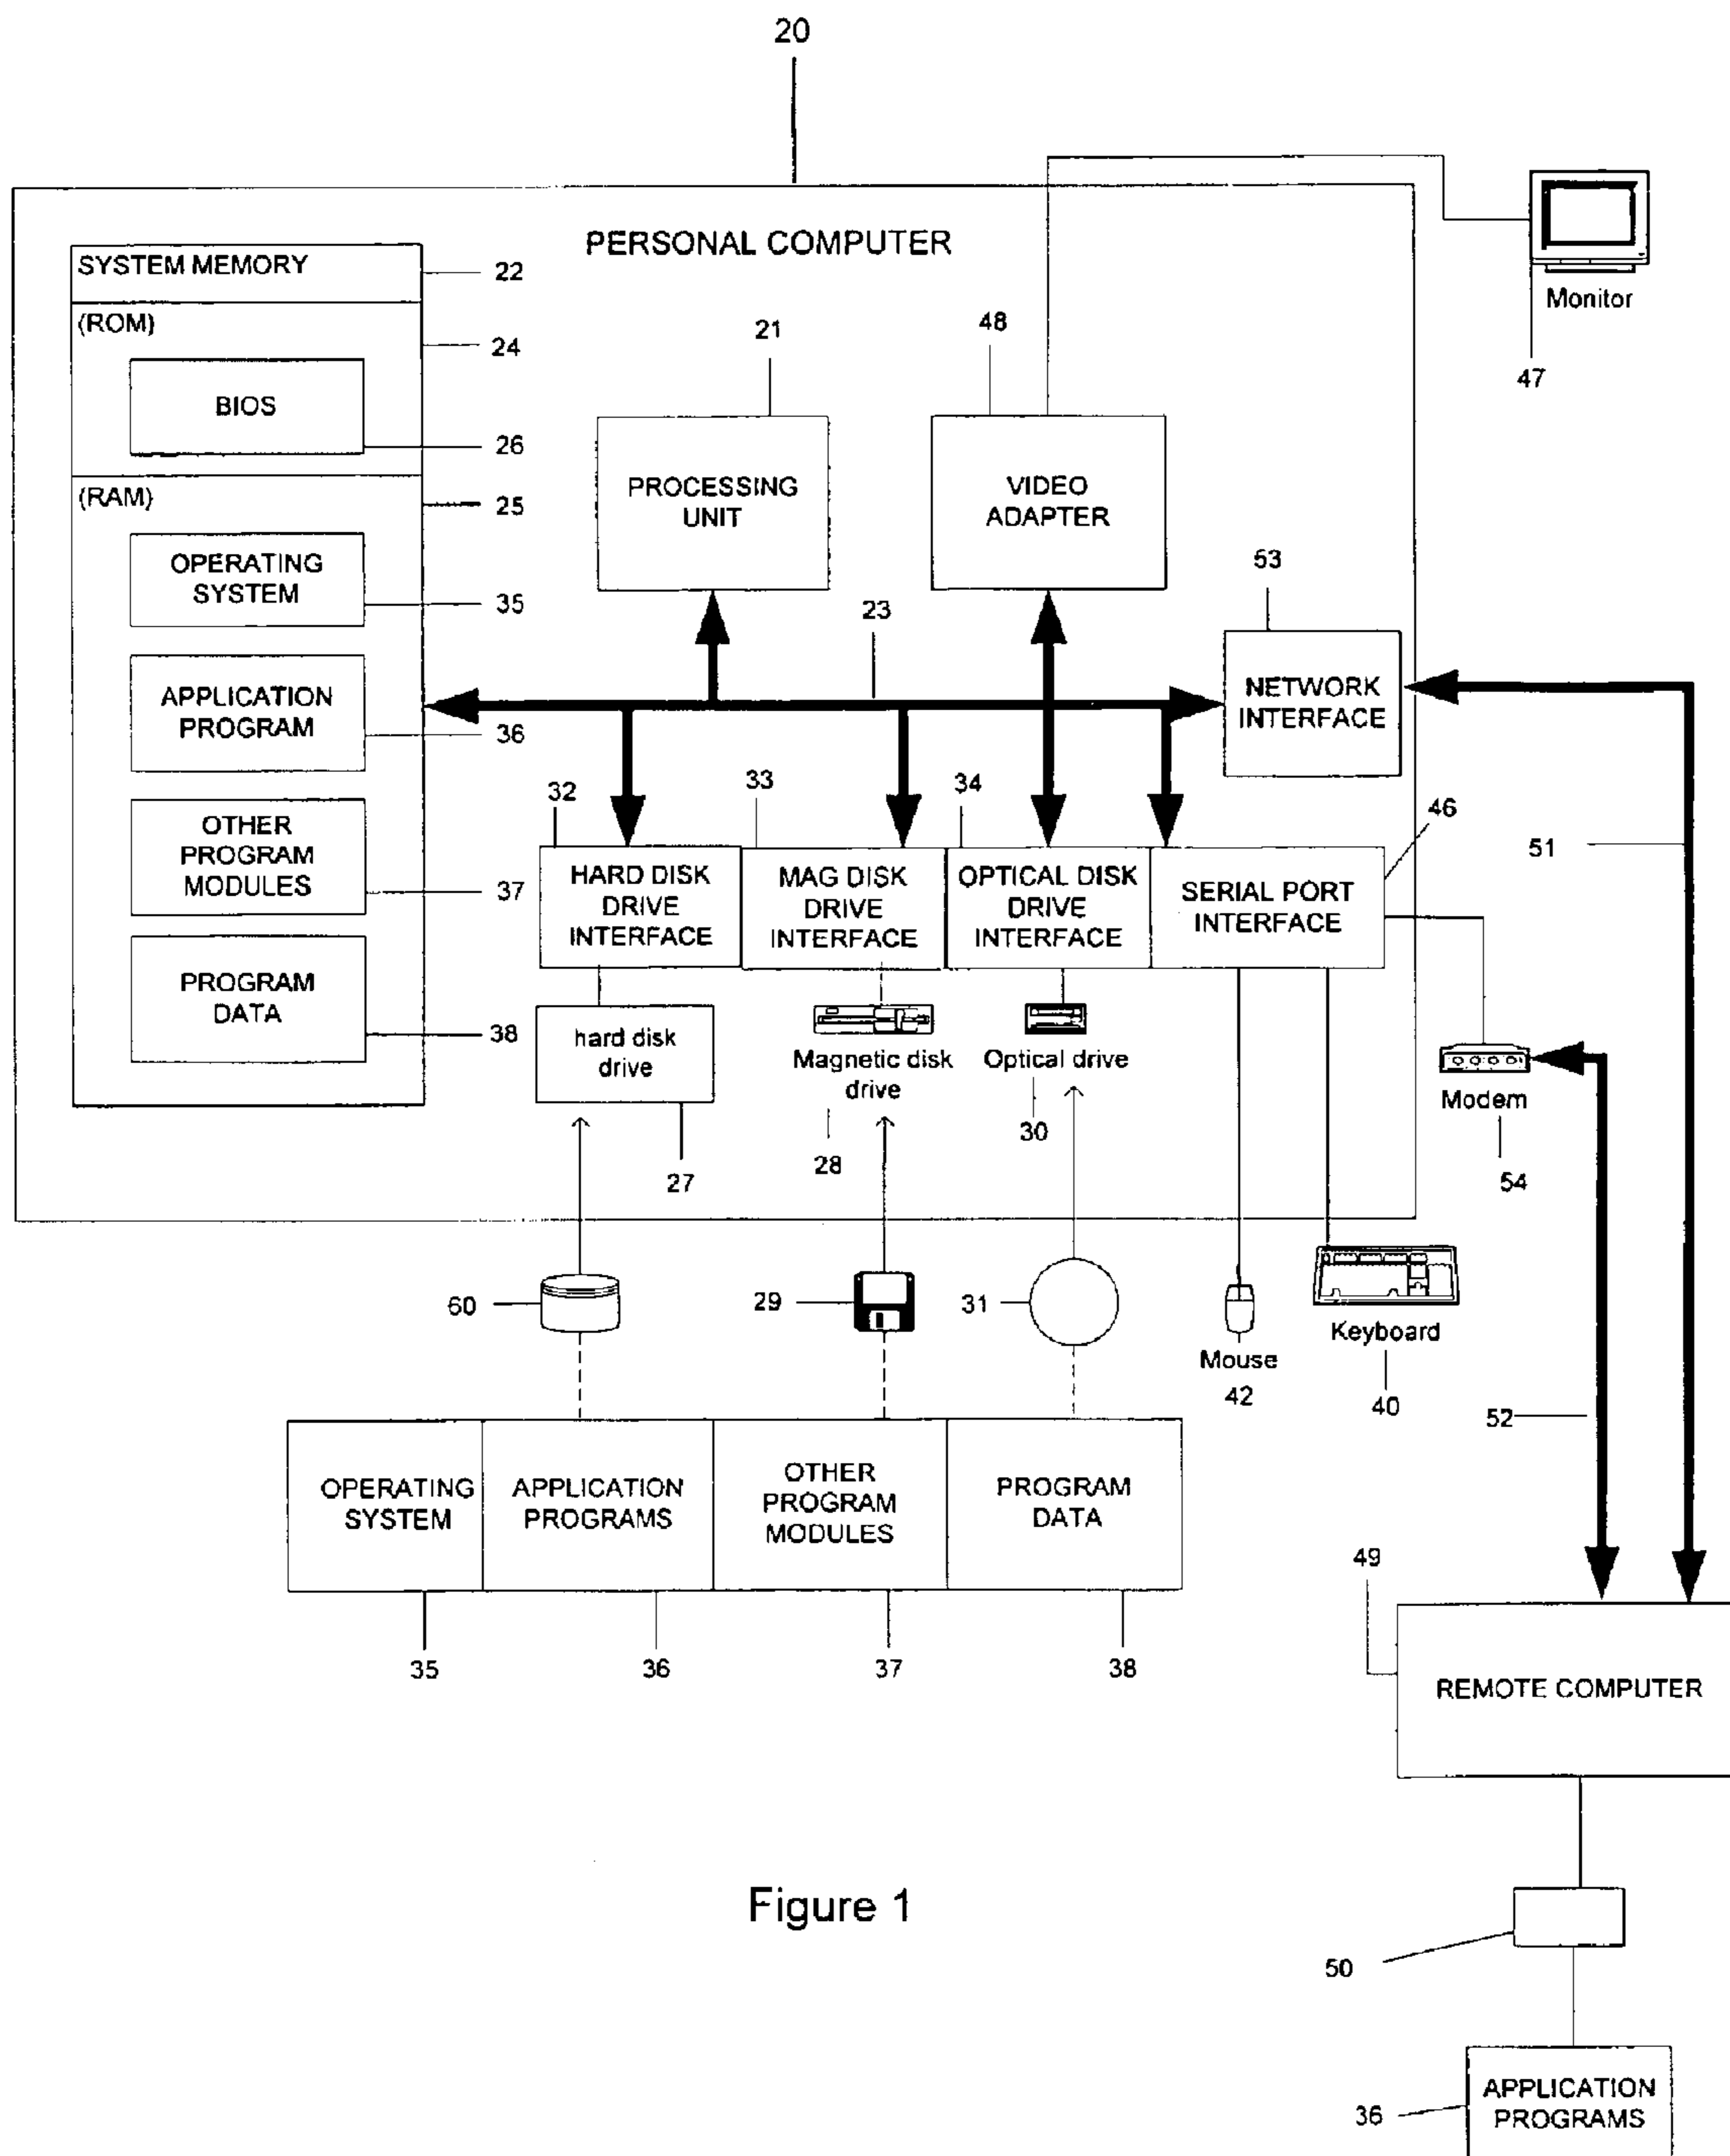 20
PERSONAL COMPUTER
SYSTEM MEMORY
22
(ROM)
24
BIOS
26
(RAM)
25
OPERATING
SYSTEM
35
APPLICATION
PROGRAM
36
OTHER
PROGRAM
MODULES
37
PROGRAM
DATA
38
21
PROCESSING
UNIT
48
VIDEO
ADAPTER
47
Monitor
23
53
NETWORK
INTERFACE
32
HARD DISK
DRIVE
INTERFACE
33
MAG DISK
DRIVE
INTERFACE
34
OPTICAL DISK
DRIVE
INTERFACE
46
SERIAL PORT
INTERFACE
51
hard disk
drive
27
Magnetic disk
drive
28
Optical drive
30
Modem
54
60
29
31
Mouse
42
Keyboard
40
52
OPERATING
SYSTEM
35
APPLICATION
PROGRAMS
36
OTHER
PROGRAM
MODULES
37
PROGRAM
DATA
38
49
REMOTE COMPUTER
50
36
APPLICATION
PROGRAMS
Figure 1